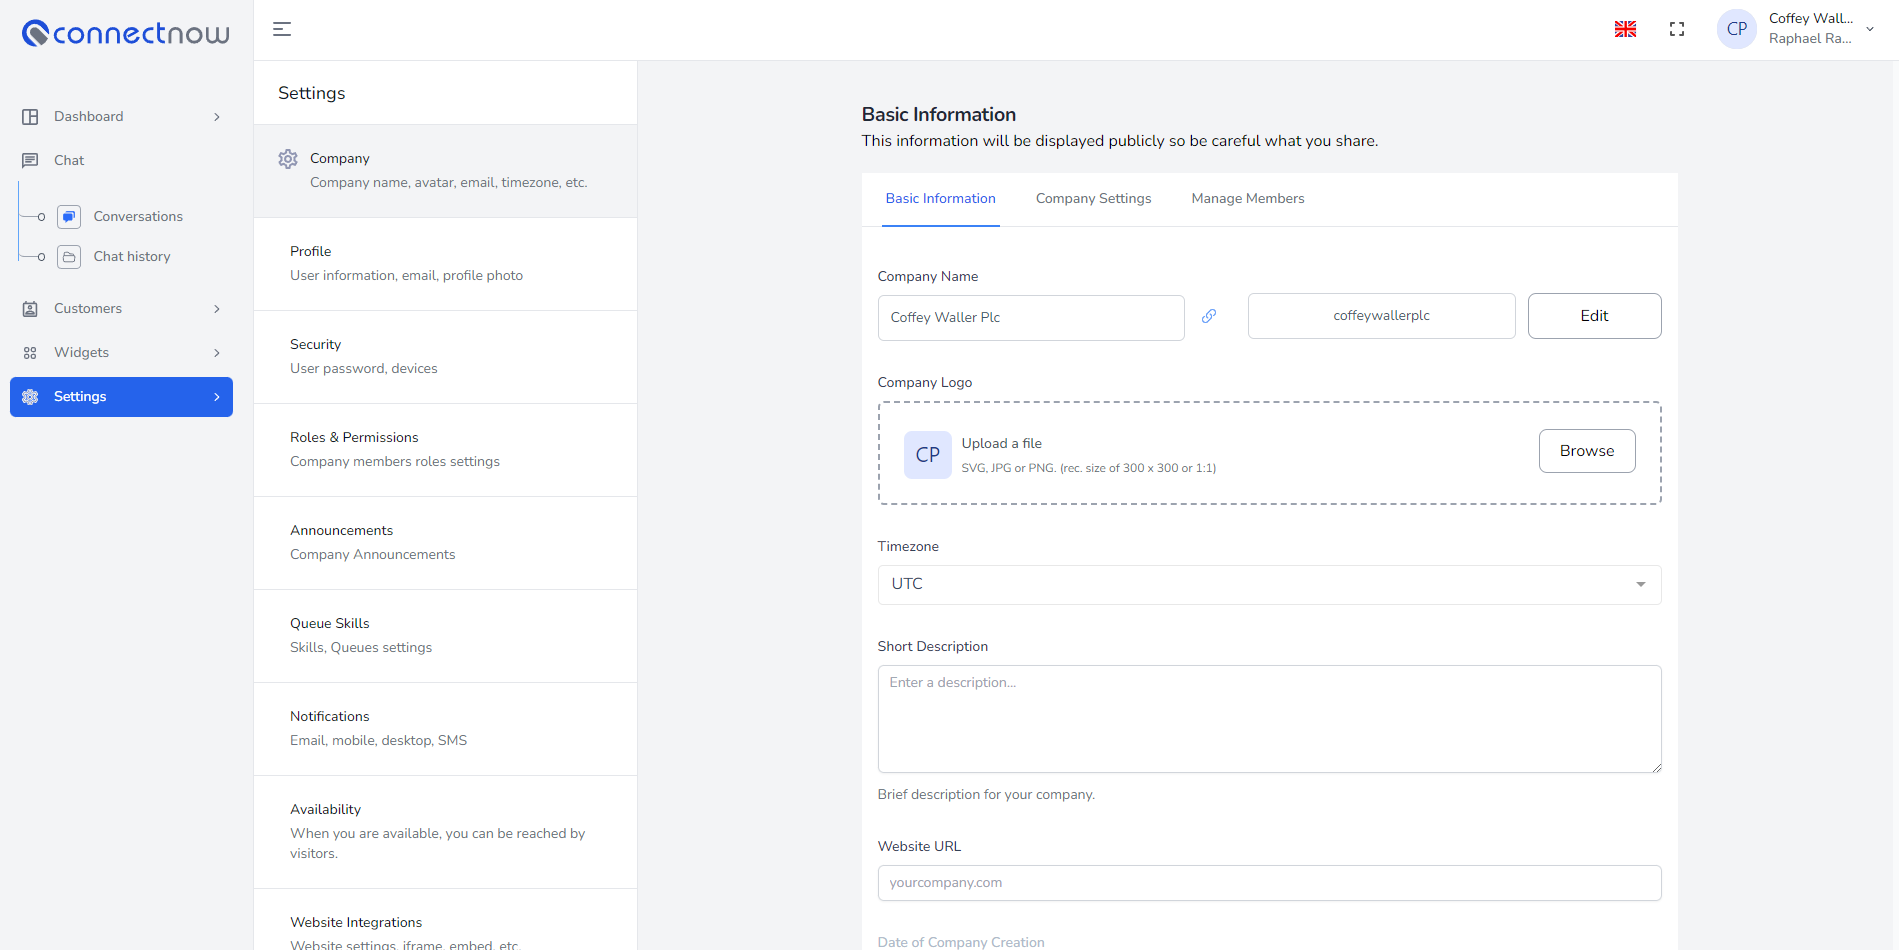 connectnow
Coffey Wall...
Raphael Ra...
CP
Dashboard
Chat
Conversations
Chat history
Customers
Widgets
Settings
Settings
Company
Company name, avatar, email, timezone, etc.
Profile
User information, email, profile photo
Security
User password, devices
Roles & Permissions
Company members roles settings
Announcements
Company Announcements
Queue Skills
Skills, Queues settings
Notifications
Email, mobile, desktop, SMS
Availability
When you are available, you can be reached by
visitors.
Website Integrations
Website settings, iframe, embed, etc.
Basic Information
This information will be displayed publicly so be careful what you share.
Basic Information Company Settings Manage Members
Company Name
Coffey Waller Plc coffeywallerplc Edit
Company Logo
CP
Upload a file
SVG, JPG or PNG. (rec. size of 300 x 300 or 1:1)
Browse
Timezone
UTC
Short Description
Enter a description...
Brief description for your company.
Website URL
yourcompany.com
Date of Company Creation